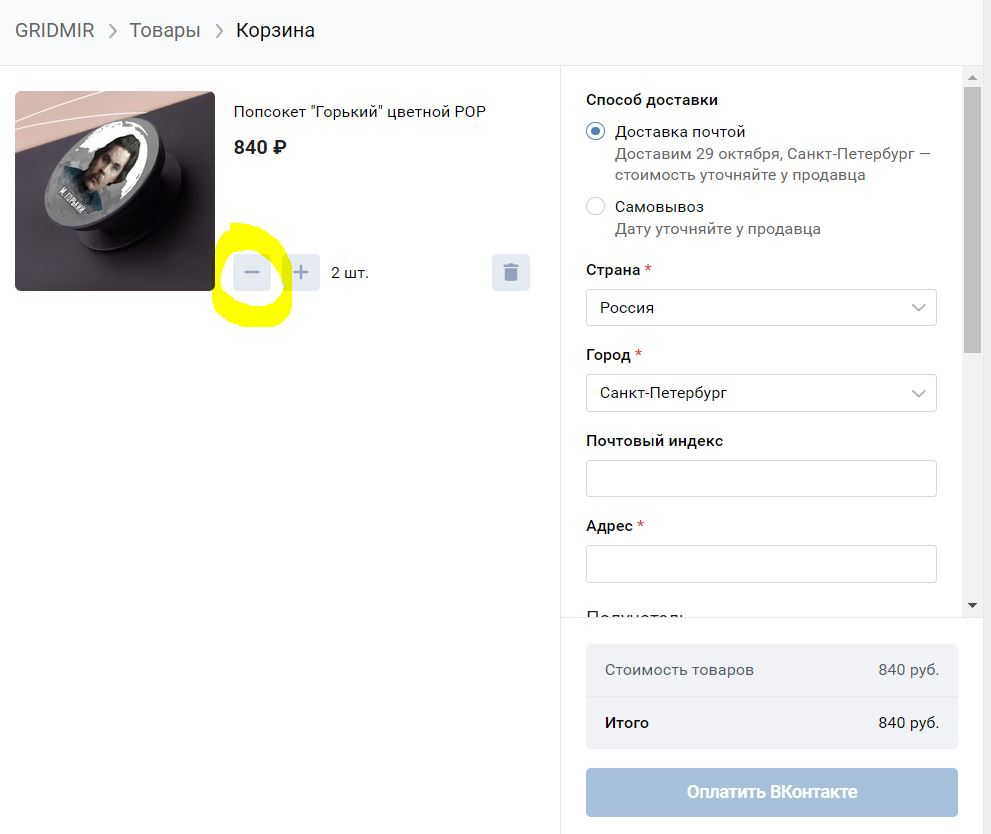 GRIDMIR > Товары > Корзина
М. ГОРЬКИЙ
Попсокет "Горький" цветной POP
840 ₽
2 шт.
Способ доставки
Доставка почтой
Доставим 29 октября, Санкт-Петербург —
стоимость уточняйте у продавца
Самовывоз
Дату уточняйте у продавца
Страна *
Россия
Город *
Санкт-Петербург
Почтовый индекс
Адрес *
Получатель
Стоимость товаров 840 руб.
Итого 840 руб.
Оплатить ВКонтакте